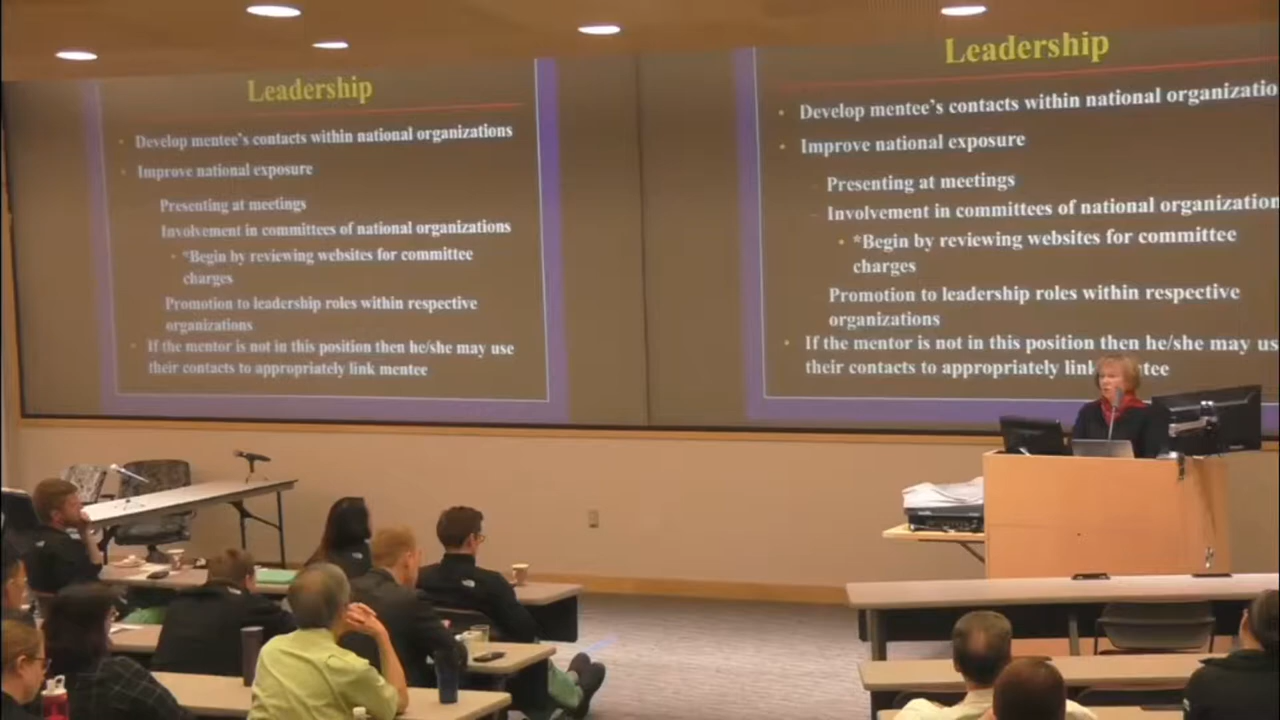 Leadership
Develop mentee's contacts within national organizations
Improve national exposure
Presenting at meetings
Involvement in committees of national organizations
*Begin by reviewing websites for committee
charges
Promotion to leadership roles within respective
organizations
If the mentor is not in this position then he/she may use
their contacts to appropriately link mentee
Leadership
Develop mentee's contacts within national organizatio
Improve national exposure
Presenting at meetings
Involvement in committees of national organization
*Begin by reviewing websites for committee
charges
Promotion to leadership roles within respective
organizations
If the mentor is not in this position then he/she may us
their contacts to appropriately link tee